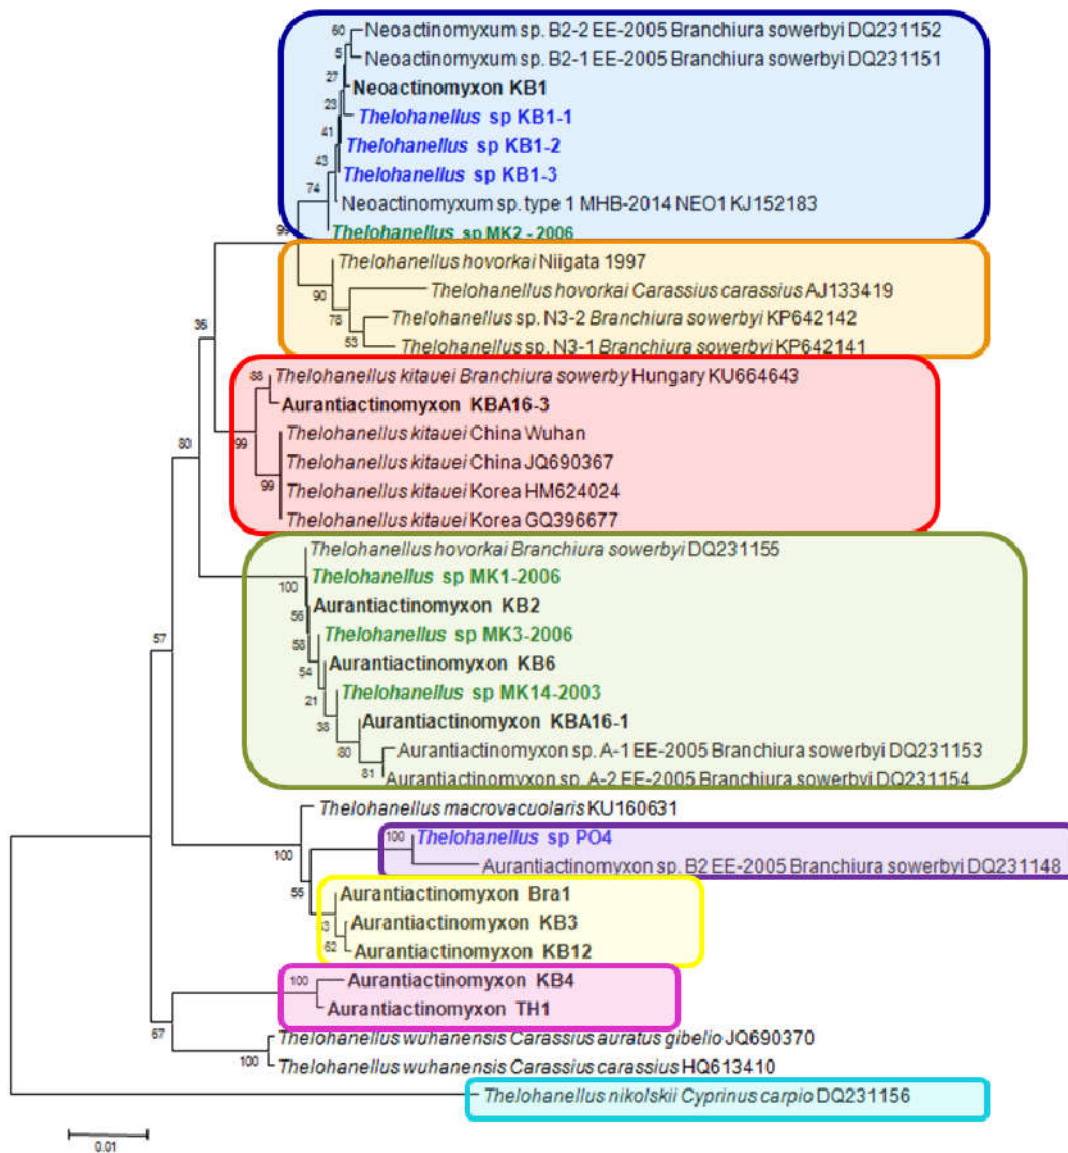 60
Neoactinomyxum sp. B2-2 EE-2005 Branchiura sowerbyi DQ231152
5
Neoactinomyxum sp. B2-1 EE-2005 Branchiura sowerbyi DQ231151
27
Neoactinomyxon KB1
23
Thelohanellus sp KB1-1
41
Thelohanellus sp KB1-2
43
Thelohanellus sp KB1-3
74
Neoactinomyxum sp. type 1 MHB-2014 NEO1 KJ152183
99
Thelohanellus sp MK2 - 2006
Thelohanellus hovorkai Niigata 1997
90
Thelohanellus hovorkai Carassius carassius AJ133419
78
Thelohanellus sp. N3-2 Branchiura sowerbyi KP642142
36
53
Thelohanellus sp. N3-1 Branchiura sowerbyi KP642141
88
Thelohanellus kitauei Branchiura sowerby Hungary KU664643
Aurantiactinomyxon KBA16-3
Thelohanellus kitauei China Wuhan
80
99
Thelohanellus kitauei China JQ690367
99
Thelohanellus kitauei Korea HM624024
Thelohanellus kitauei Korea GQ396677
Thelohanellus hovorkai Branchiura sowerbyi DQ231155
Thelohanellus sp MK1-2006
100
Aurantiactinomyxon KB2
56
Thelohanellus sp MK3-2006
57
58
Aurantiactinomyxon KB6
54
Thelohanellus sp MK14-2003
21
38
Aurantiactinomyxon KBA16-1
80
Aurantiactinomyxon sp. A-1 EE-2005 Branchiura sowerbyi DQ231153
81
Aurantiactinomyxon sp. A-2 EE-2005 Branchiura sowerbyi DQ231154
Thelohanellus macrovacuolaris KU160631
100
Thelohanellus sp PO4
100
Aurantiactinomyxon sp. B2 EE-2005 Branchiura sowerbyi DQ231148
55
Aurantiactinomyxon Bra1
Aurantiactinomyxon KB3
62
Aurantiactinomyxon KB12
100
Aurantiactinomyxon KB4
Aurantiactinomyxon TH1
67
Thelohanellus wuhanensis Carassius auratus gibelio JQ690370
100
Thelohanellus wuhanensis Carassius carassius HQ613410
Thelohanellus nikolskii Cyprinus carpio DQ231156
0.01